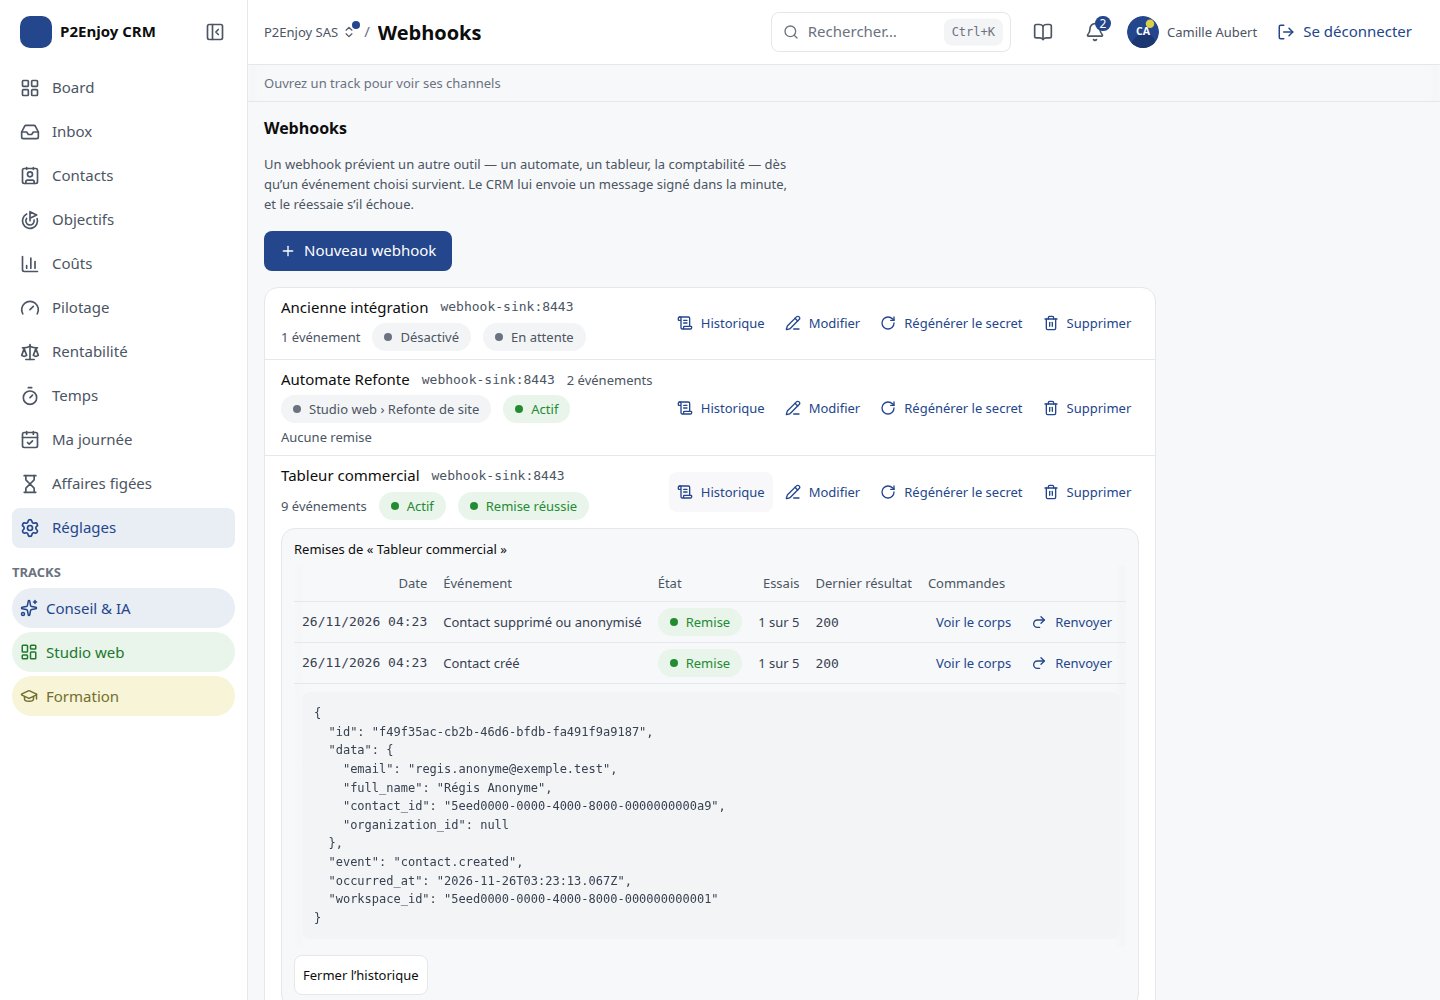 P2Enjoy CRM
Board
Inbox
Contacts
Objectifs
Coûts
Pilotage
Rentabilité
Temps
Ma journée
Affaires figées
Réglages
TRACKS
Conseil & IA
Studio web
Formation
P2Enjoy SAS / Webhooks
Rechercher... Ctrl+K
2
CA Camille Aubert
Se déconnecter
Ouvrez un track pour voir ses channels
Webhooks
Un webhook prévient un autre outil — un automate, un tableur, la comptabilité — dès
qu’un événement choisi survient. Le CRM lui envoie un message signé dans la minute,
et le réessaie s’il échoue.
+ Nouveau webhook
Ancienne intégration webhook-sink:8443
1 événement Désactivé En attente
Historique Modifier Régénérer le secret Supprimer
Automate Refonte webhook-sink:8443 2 événements
Studio web › Refonte de site Actif
Aucune remise
Historique Modifier Régénérer le secret Supprimer
Tableur commercial webhook-sink:8443
9 événements Actif Remise réussie
Historique Modifier Régénérer le secret Supprimer
Remises de « Tableur commercial »
Date Événement État Essais Dernier résultat Commandes
26/11/2026 04:23 Contact supprimé ou anonymisé Remise 1 sur 5 200 Voir le corps Renvoyer
26/11/2026 04:23 Contact créé Remise 1 sur 5 200 Voir le corps Renvoyer
{
"id": "f49f35ac-cb2b-46d6-bfdb-fa491f9a9187",
"data": {
"email": "regis.anonyme@exemple.test",
"full_name": "Régis Anonyme",
"contact_id": "5eed0000-0000-4000-8000-0000000000a9",
"organization_id": null
},
"event": "contact.created",
"occurred_at": "2026-11-26T03:23:13.067Z",
"workspace_id": "5eed0000-0000-4000-8000-000000000001"
}
Fermer l’historique